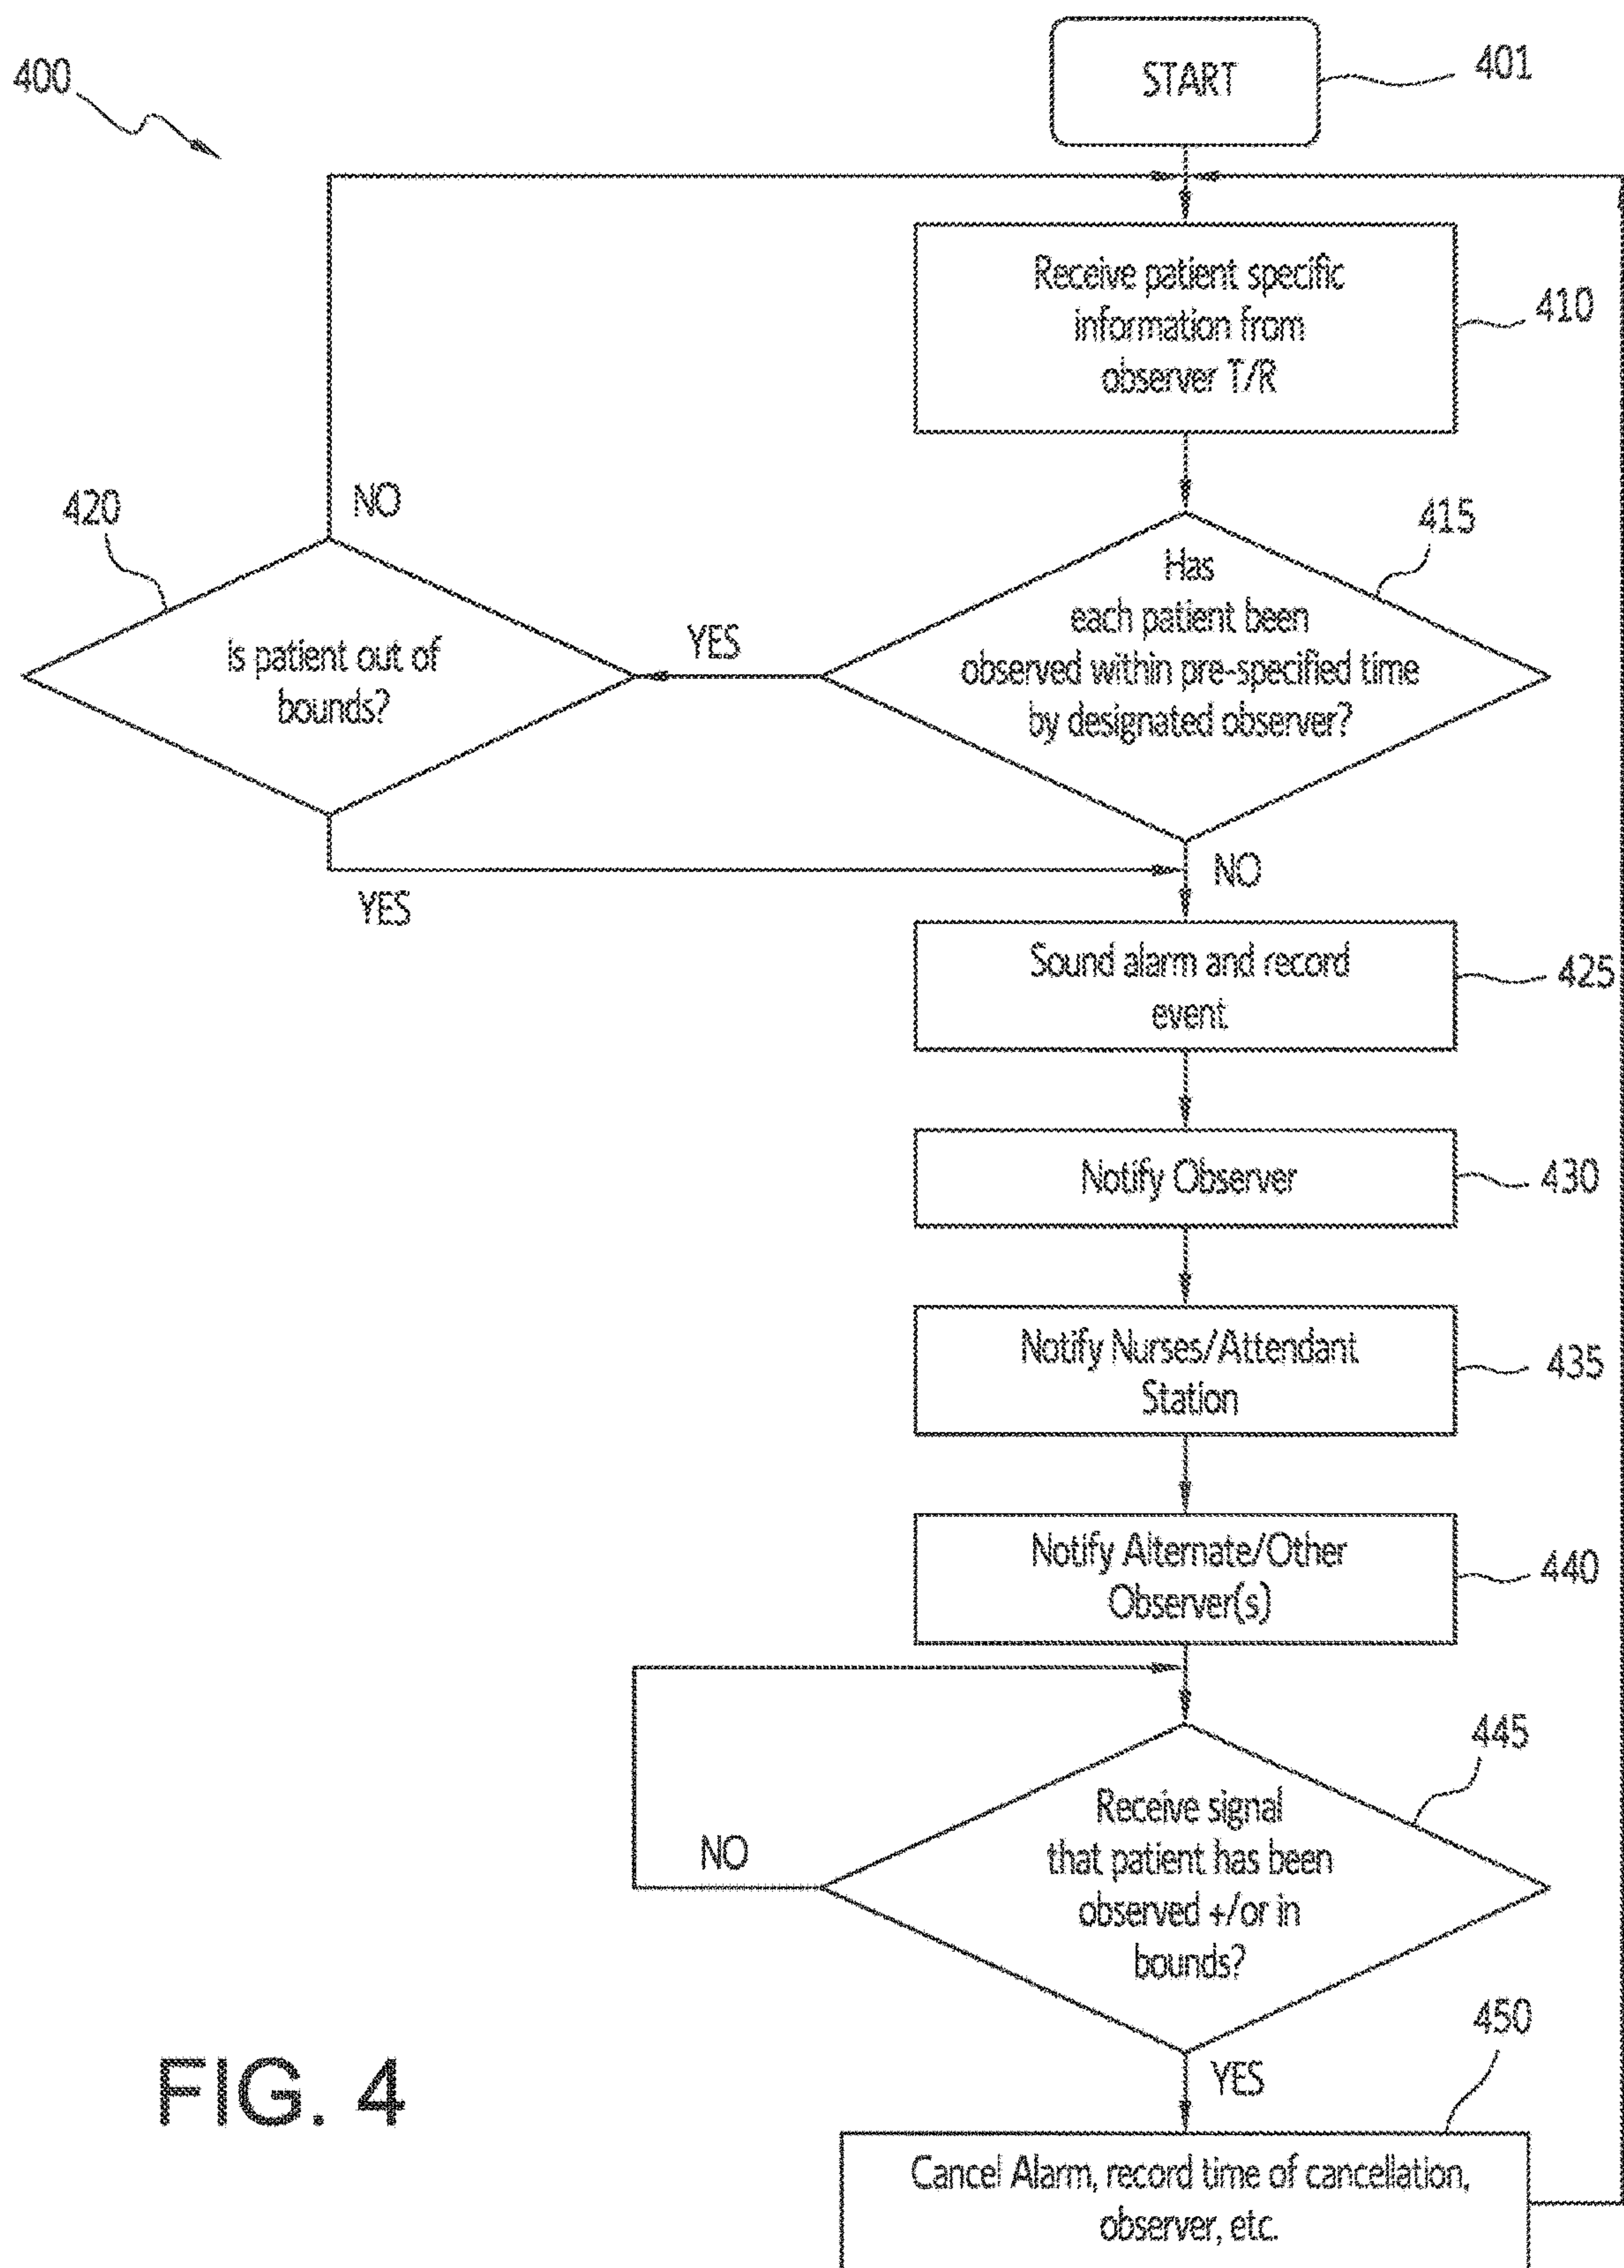 400
START
401
Receive patient specific
information from
observer T/R
410
420
NO
415
Has
each patient been
observed within pre-specified time
by designated observer?
YES
is patient out of
bounds?
NO
YES
Sound alarm and record
event
425
Notify Observer
430
Notify Nurses/Attendant
Station
435
Notify Alternate/Other
Observer(s)
440
445
Receive signal
that patient has been
observed +/or in
bounds?
NO
450
YES
Cancel Alarm, record time of cancellation,
observer, etc.
FIG. 4